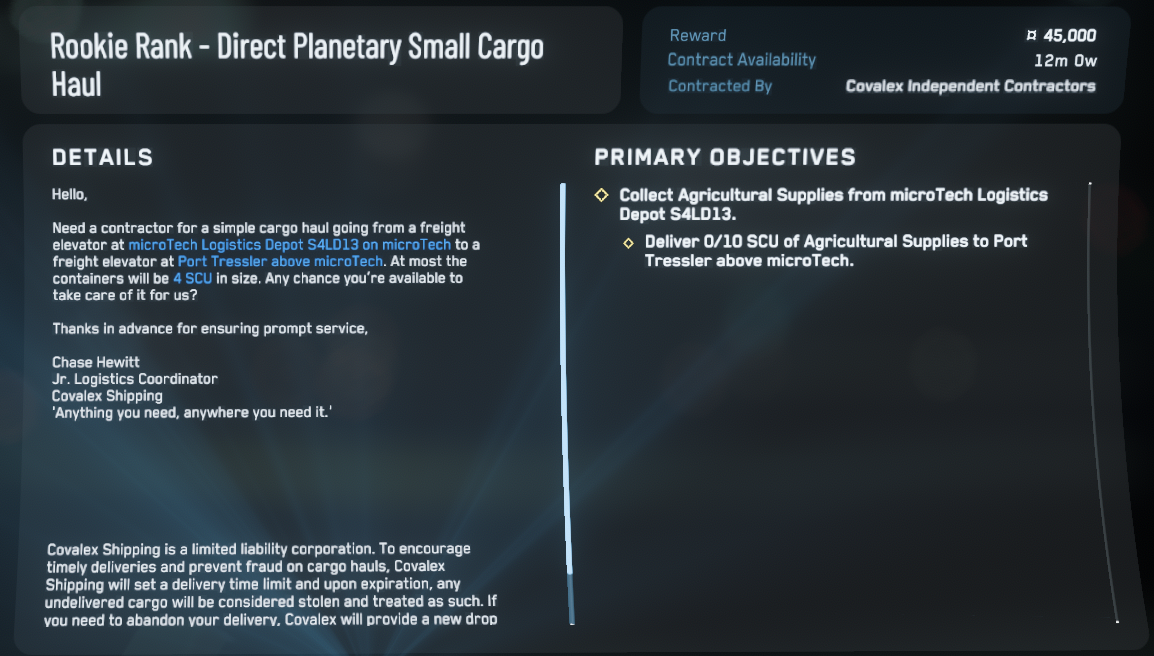 Rookie Rank - Direct Planetary Small Cargo
Haul
Reward ¤ 45,000
Contract Availability 12m 0w
Contracted By Covalex Independent Contractors
DETAILS
Hello,
Need a contractor for a simple cargo haul going from a freight
elevator at microTech Logistics Depot S4LD13 on microTech to a
freight elevator at Port Tressler above microTech. At most the
containers will be 4 SCU in size. Any chance you're available to
take care of it for us?
Thanks in advance for ensuring prompt service,
Chase Hewitt
Jr. Logistics Coordinator
Covalex Shipping
'Anything you need, anywhere you need it.'
Covalex Shipping is a limited liability corporation. To encourage
timely deliveries and prevent fraud on cargo hauls, Covalex
Shipping will set a delivery time limit and upon expiration, any
undelivered cargo will be considered stolen and treated as such. If
you need to abandon your delivery, Covalex will provide a new drop
PRIMARY OBJECTIVES
Collect Agricultural Supplies from microTech Logistics
Depot S4LD13.
Deliver 0/10 SCU of Agricultural Supplies to Port
Tressler above microTech.